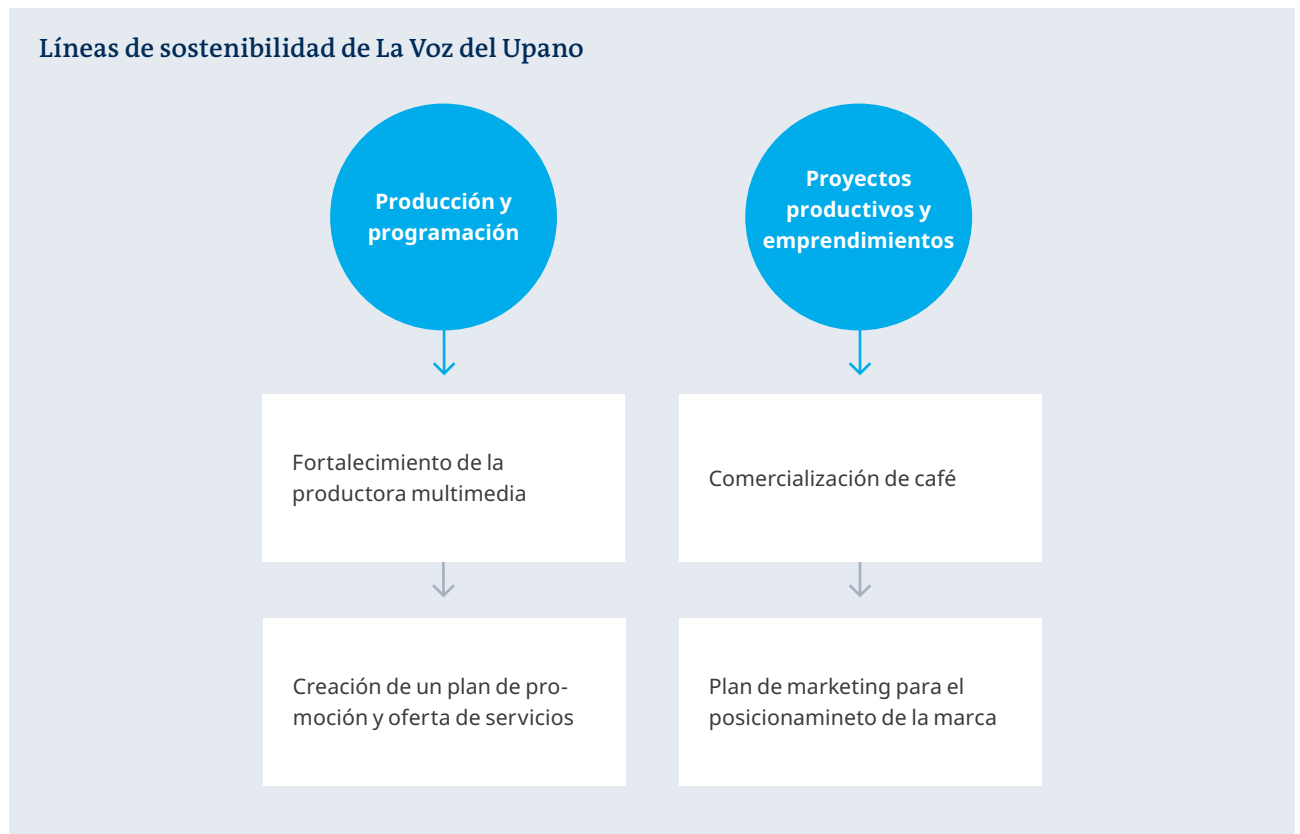 Líneas de sostenibilidad de La Voz del Upano
Producción y
programación
Fortalecimiento de la
productora multimedia
Creación de un plan de pro-
moción y oferta de servicios
Proyectos
productivos y
emprendimientos
Comercialización de café
Plan de marketing para el
posicionamineto de la marca